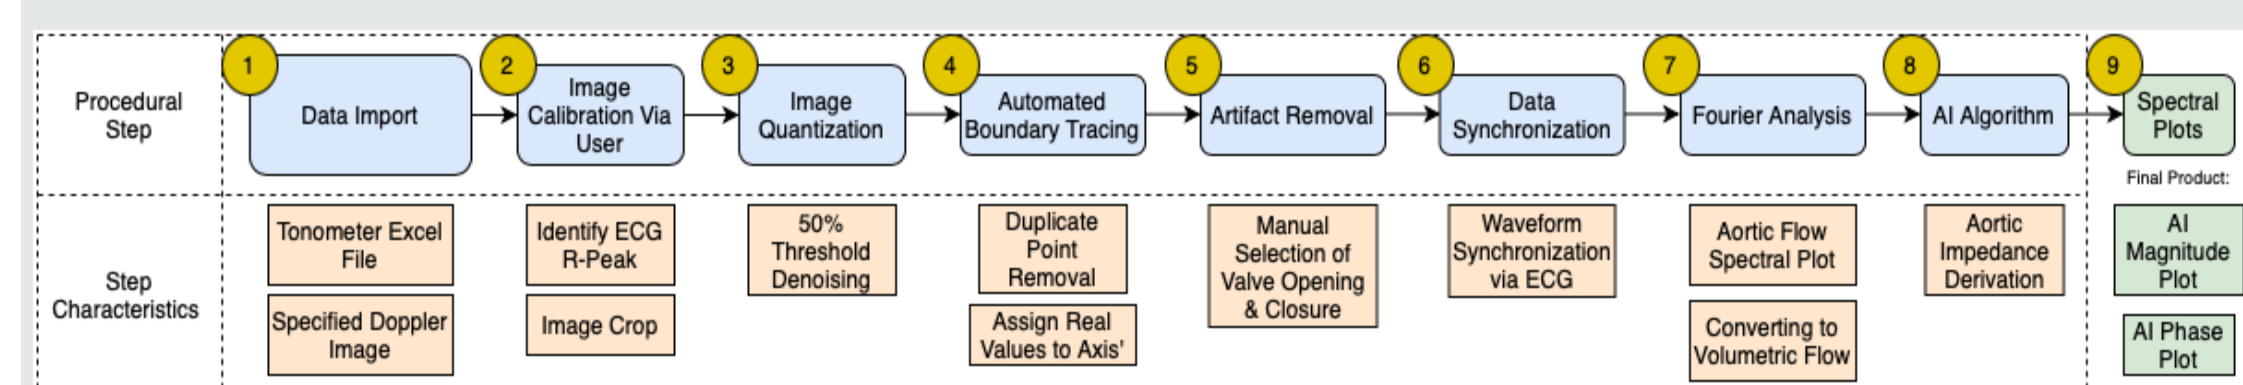 Procedural
Step
1
Data Import
2
Image
Calibration Via
User
3
Image
Quantization
4
Automated
Boundary Tracing
5
Artifact Removal
6
Data
Synchronization
7
Fourier Analysis
8
AI Algorithm
9
Spectral
Plots
Final Product:
Step
Characteristics
Tonometer Excel
File
Specified Doppler
Image
Identify ECG
R-Peak
Image Crop
50%
Threshold
Denoising
Duplicate
Point
Removal
Assign Real
Values to Axis'
Manual
Selection of
Valve Opening
& Closure
Waveform
Synchronization
via ECG
Aortic Flow
Spectral Plot
Converting to
Volumetric Flow
Aortic
Impedance
Derivation
AI
Magnitude
Plot
AI Phase
Plot